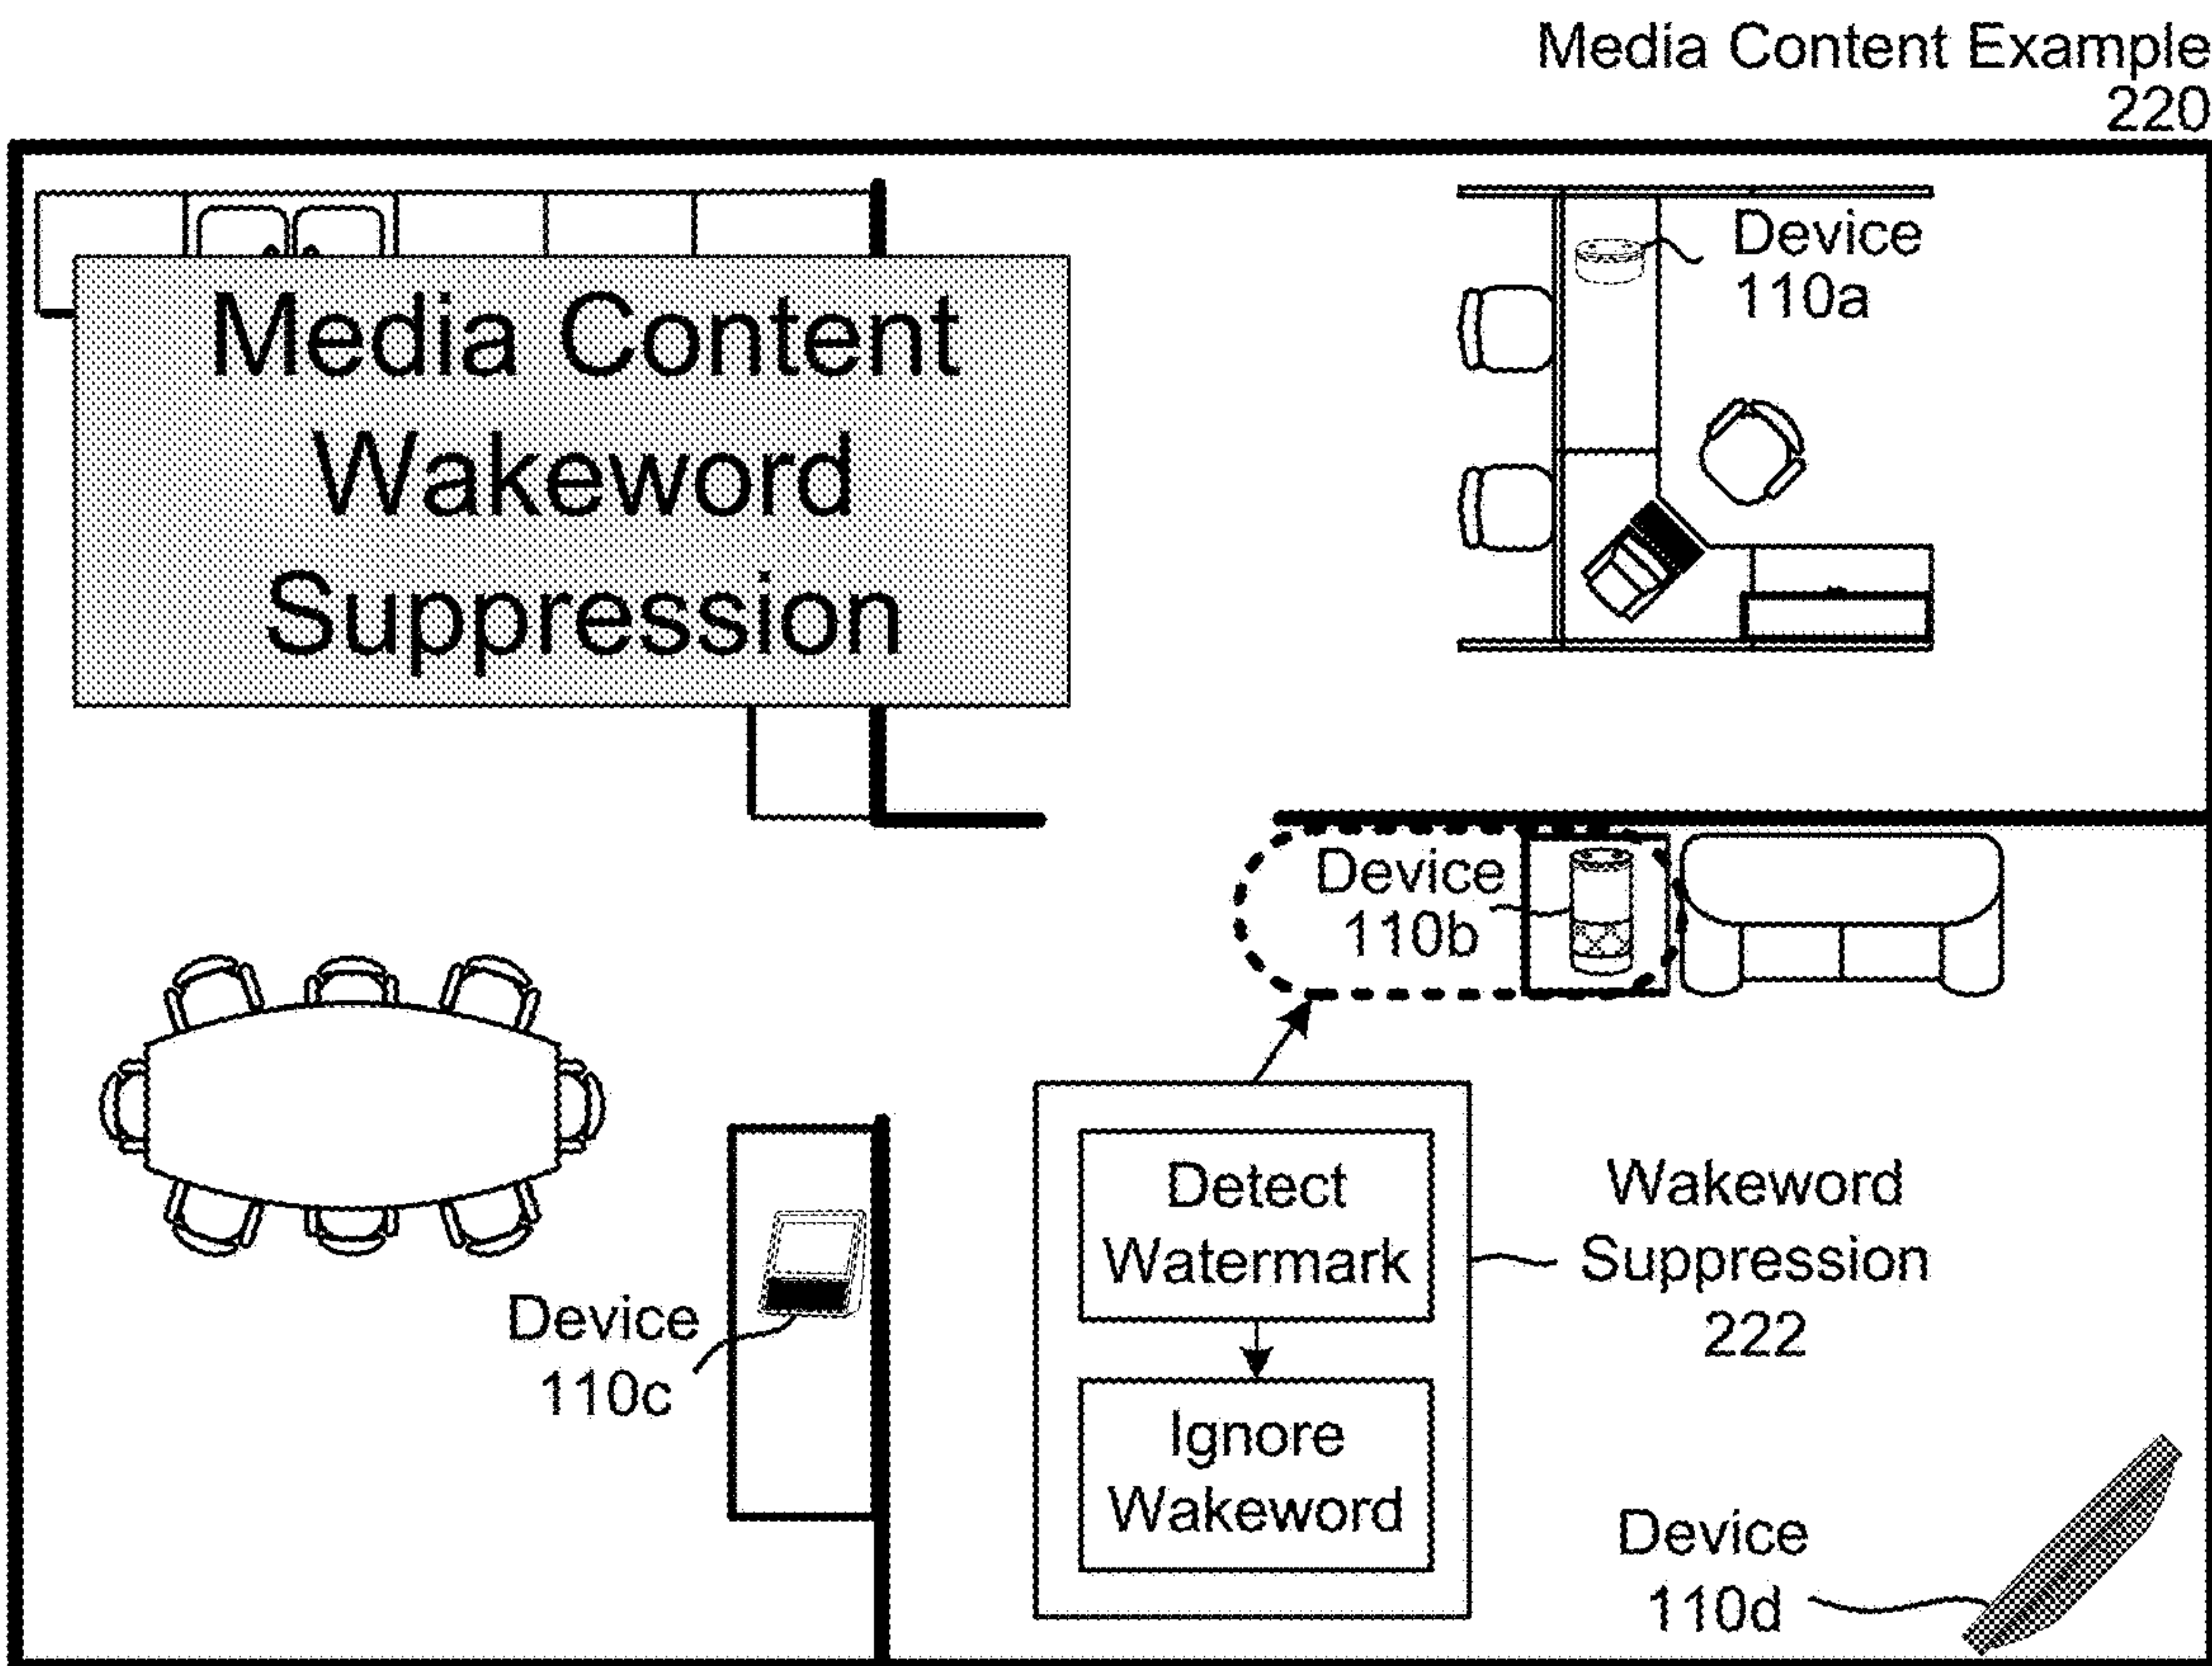 Media Content Example
220
Media Content
Wakeword
Suppression
Device
110a
Device
110b
Device
110c
Detect
Watermark
Ignore
Wakeword
Wakeword
Suppression
222
Device
110d